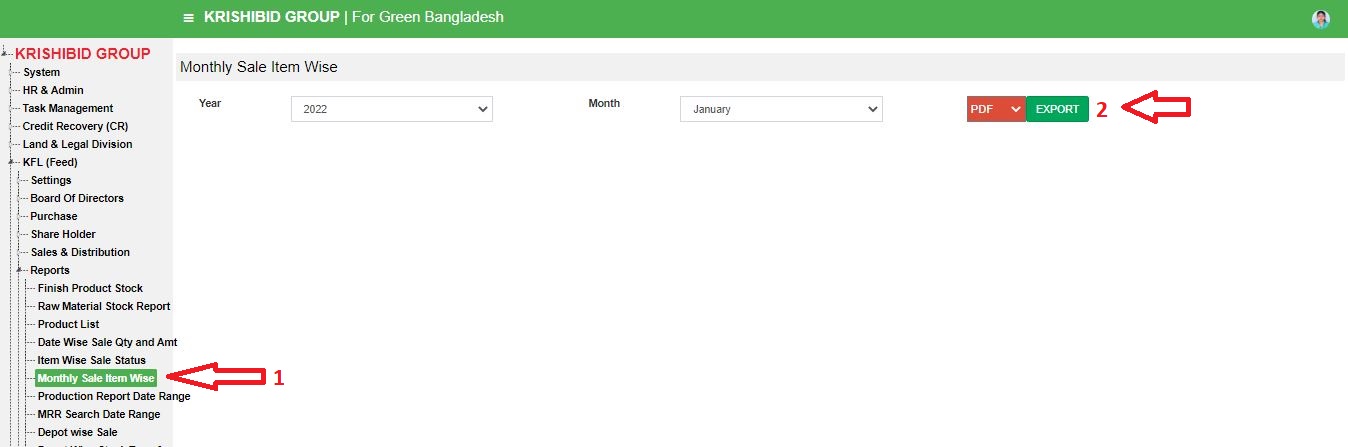 KRISHIBID GROUP | For Green Bangladesh
KRISHIBID GROUP
System
HR & Admin
Task Management
Credit Recovery (CR)
Land & Legal Division
KFL (Feed)
Settings
Board Of Directors
Purchase
Share Holder
Sales & Distribution
Reports
Finish Product Stock
Raw Material Stock Report
Product List
Date Wise Sale Qty and Amt
Item Wise Sale Status
Monthly Sale Item Wise 1
Production Report Date Range
MRR Search Date Range
Depot wise Sale
Monthly Sale Item Wise
Year 2022 Month January PDF EXPORT 2